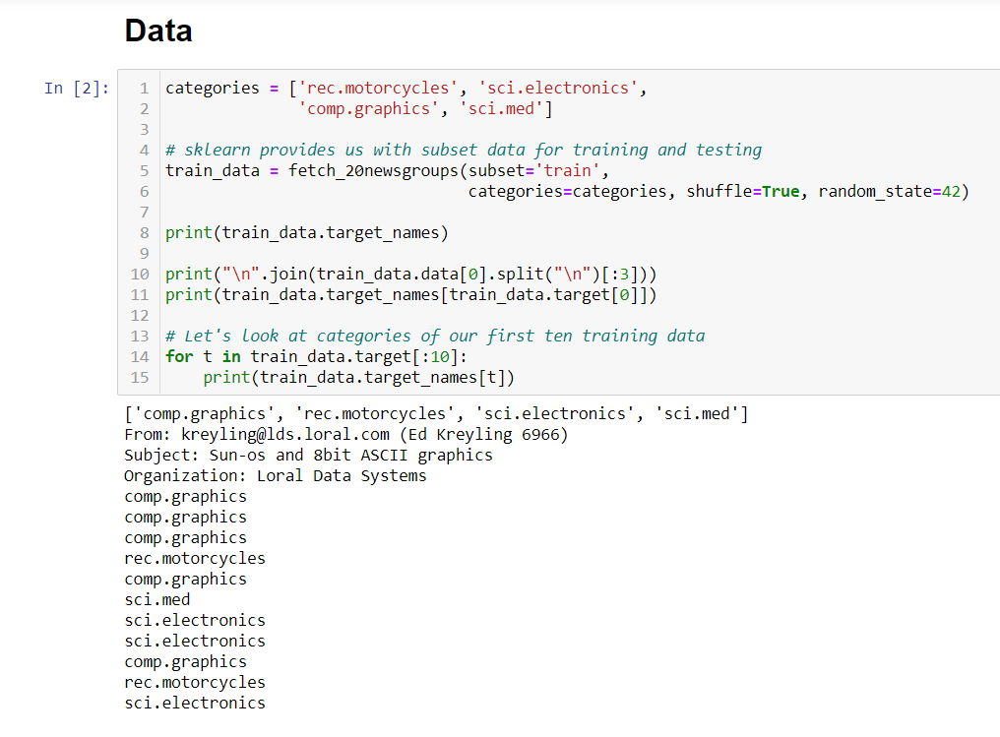 Data
In [2]:
1 categories = ['rec.motorcycles', 'sci.electronics',
2               'comp.graphics', 'sci.med']
3
4 # sklearn provides us with subset data for training and testing
5 train_data = fetch_20newsgroups(subset='train',
6                                 categories=categories, shuffle=True, random_state=42)
7
8 print(train_data.target_names)
9
10 print("\n".join(train_data.data[0].split("\n")[:3]))
11 print(train_data.target_names[train_data.target[0]])
12
13 # Let's look at categories of our first ten training data
14 for t in train_data.target[:10]:
15     print(train_data.target_names[t])
['comp.graphics', 'rec.motorcycles', 'sci.electronics', 'sci.med']
From: kreyling@lds.loral.com (Ed Kreyling 6966)
Subject: Sun-os and 8bit ASCII graphics
Organization: Loral Data Systems
comp.graphics
comp.graphics
comp.graphics
rec.motorcycles
comp.graphics
sci.med
sci.electronics
sci.electronics
comp.graphics
rec.motorcycles
sci.electronics